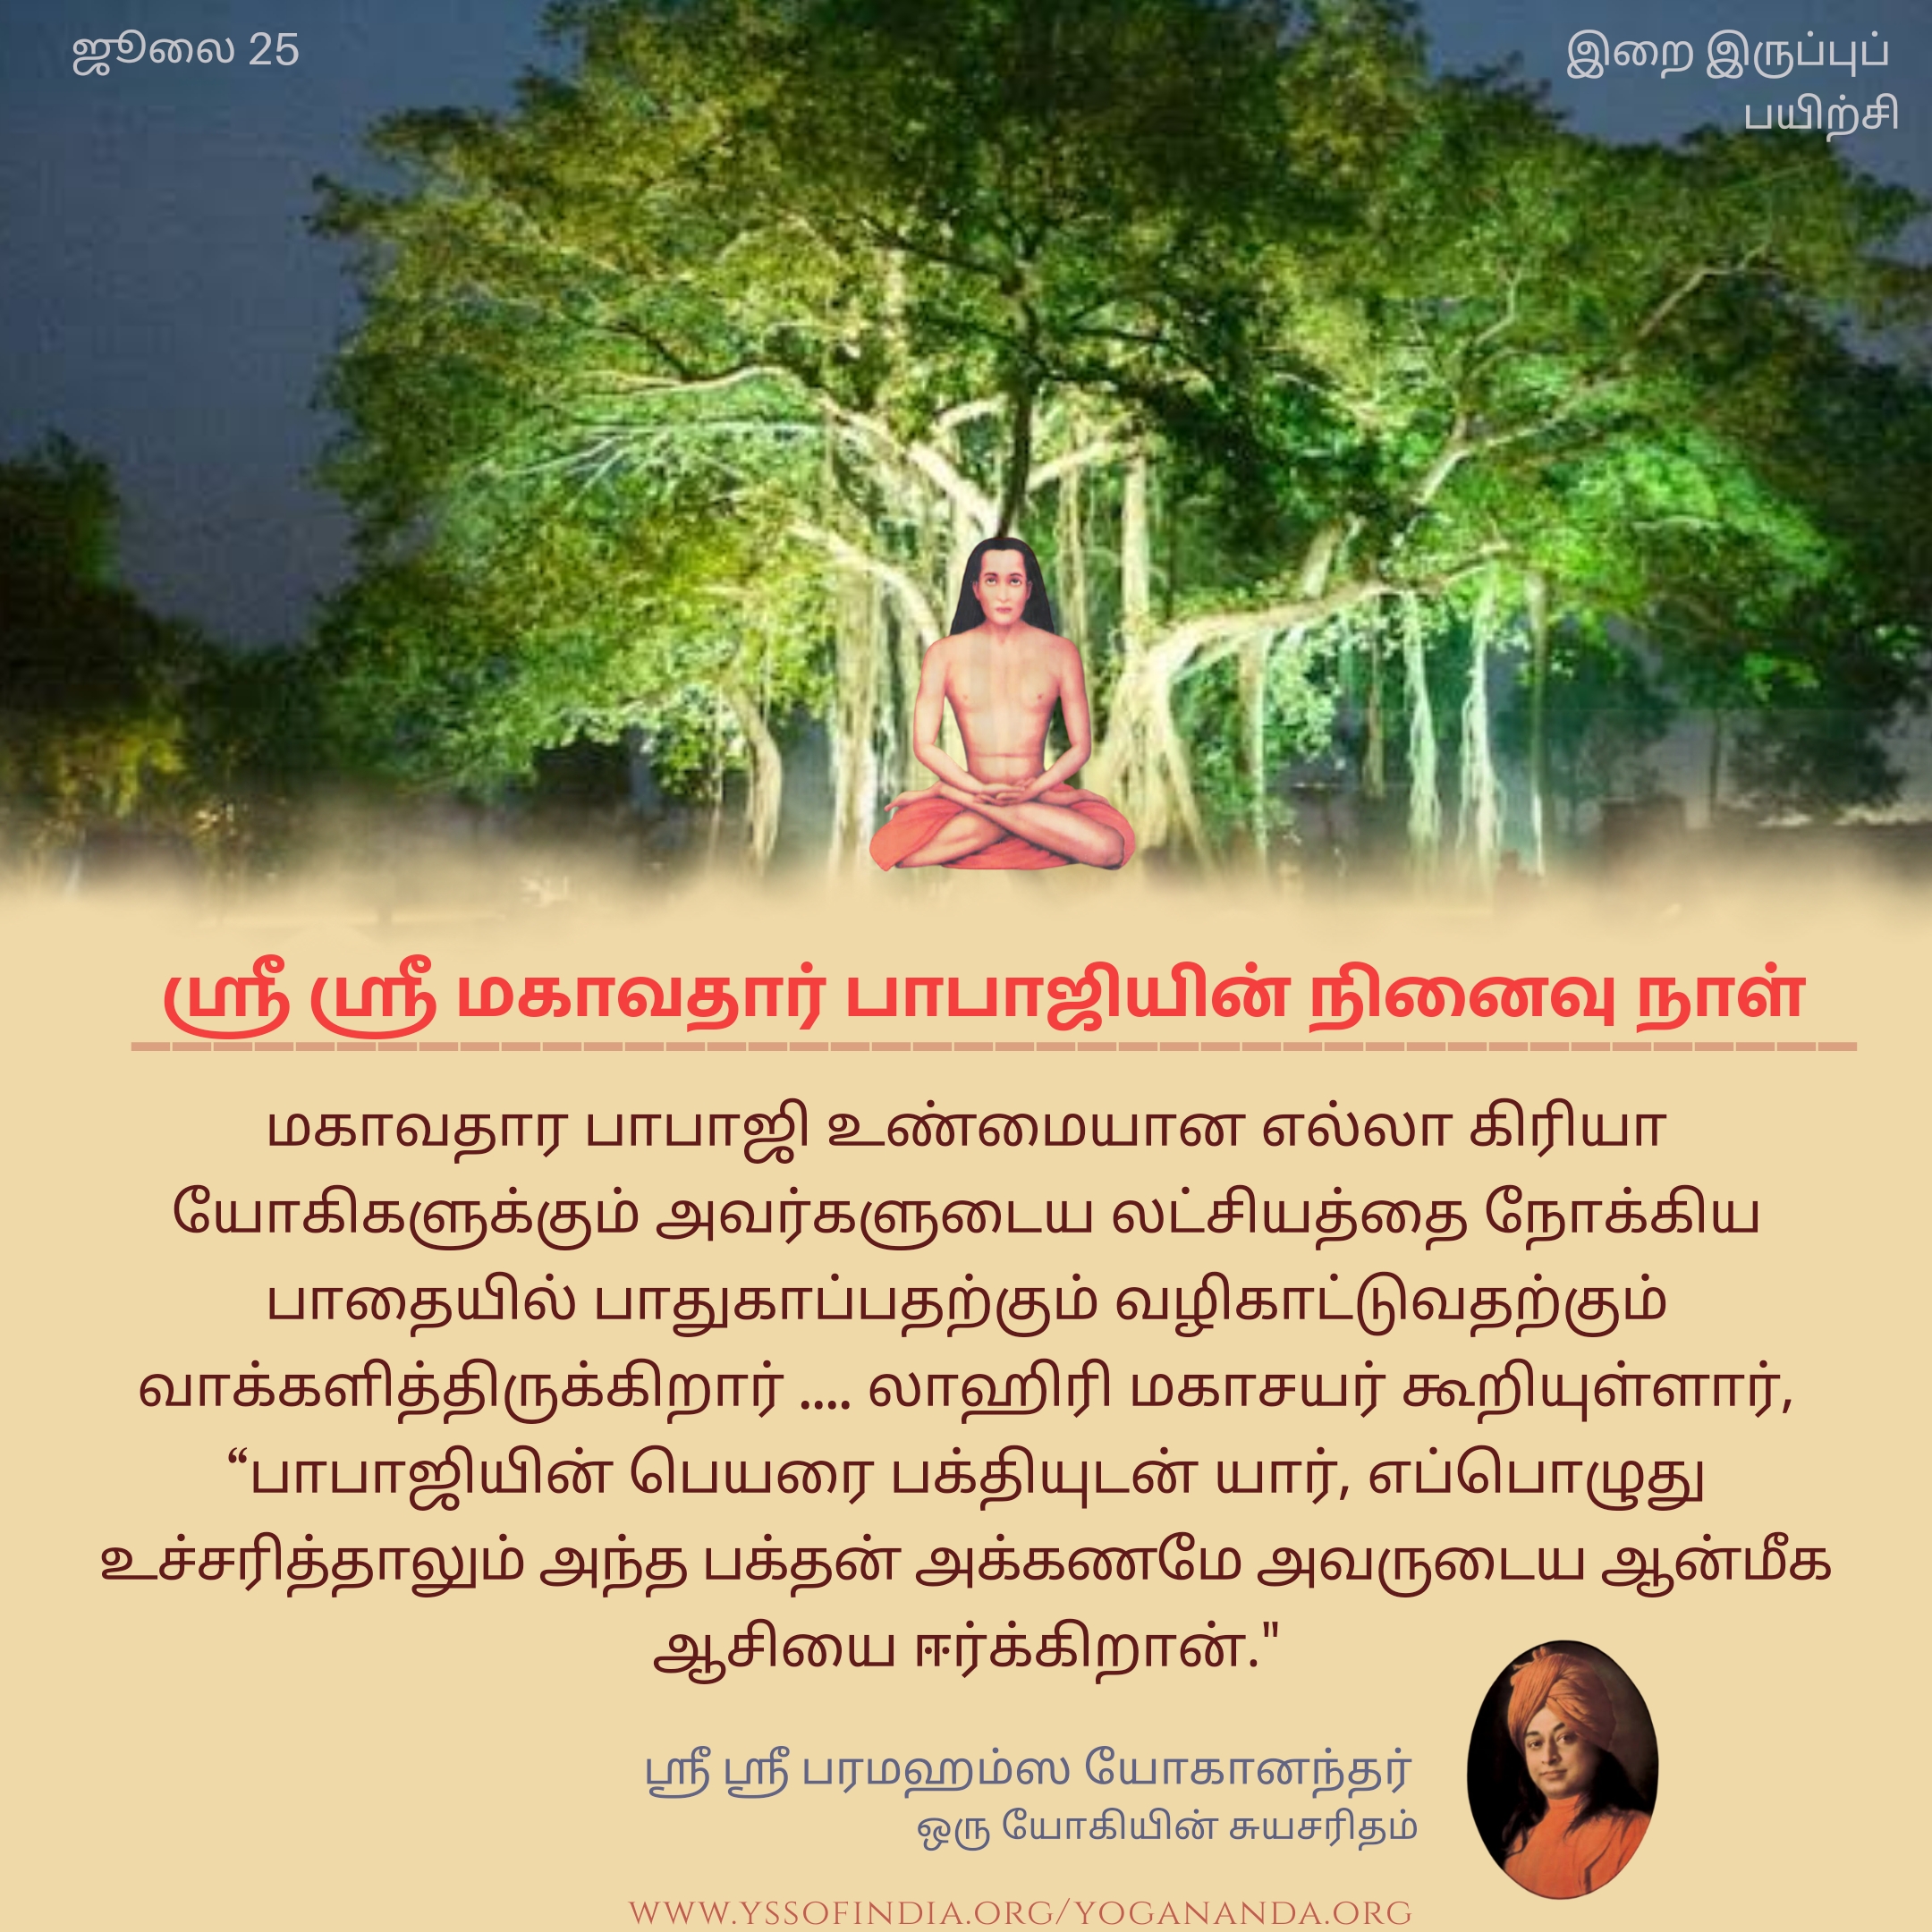 ஜூலை 25
இறை இருப்புப்
பயிற்சி
ஸ்ரீ ஸ்ரீ மகாவதார் பாபாஜியின் நினைவு நாள்
மகாவதார பாபாஜி உண்மையான எல்லா கிரியா
யோகிகளுக்கும் அவர்களுடைய லட்சியத்தை நோக்கிய
பாதையில் பாதுகாப்பதற்கும் வழிகாட்டுவதற்கும்
வாக்களித்திருக்கிறார் .... லாஹிரி மகாசயர் கூறியுள்ளார்,
“பாபாஜியின் பெயரை பக்தியுடன் யார், எப்பொழுது
உச்சரித்தாலும் அந்த பக்தன் அக்கணமே அவருடைய ஆன்மீக
ஆசியை ஈர்க்கிறான்."
ஸ்ரீ ஸ்ரீ பரமஹம்ஸ யோகானந்தர்
ஒரு யோகியின் சுயசரிதம்
WWW.YSSOFINDIA.ORG/YOGANANDA.ORG